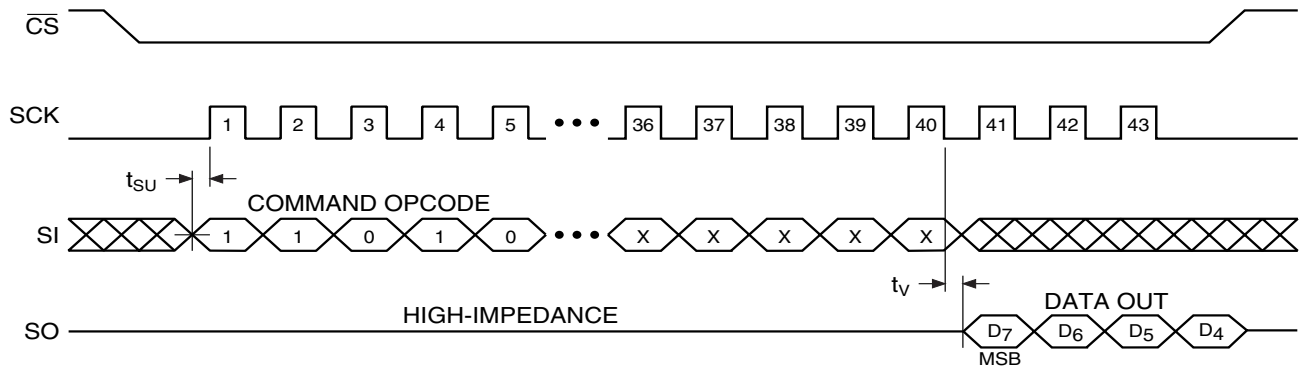 CS
SCK 1 2 3 4 5 ••• 36 37 38 39 40 41 42 43
tSU
COMMAND OPCODE
SI 1 1 0 1 0 ••• X X X X X
tV
HIGH-IMPEDANCE
DATA OUT
SO D7 D6 D5 D4
MSB